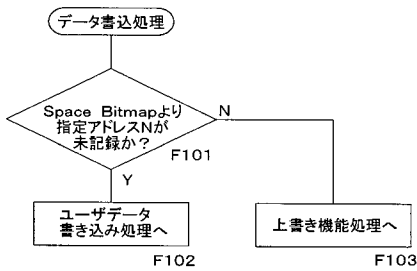 データ書込処理
Space Bitmapより
指定アドレスNが
未記録か？
N
F101
Y
ユーザデータ
書き込み処理へ
上書き機能処理へ
F102
F103